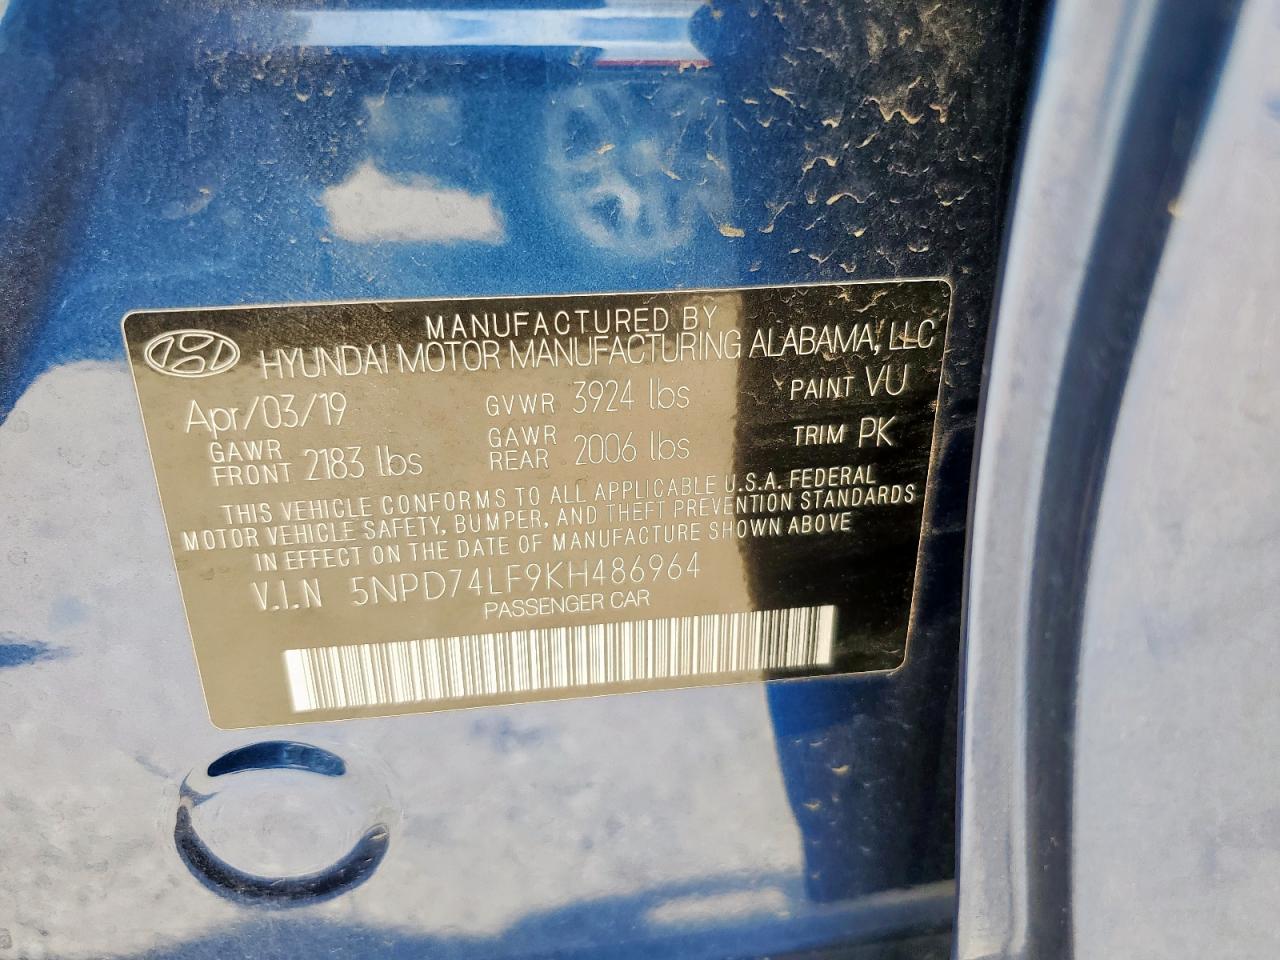 MANUFACTURED BY
HYUNDAI MOTOR MANUFACTURING ALABAMA, LLC
Apr/03/19 GVWR 3924 lbs PAINT VU
GAWR FRONT 2183 lbs GAWR REAR 2006 lbs TRIM PK
THIS VEHICLE CONFORMS TO ALL APPLICABLE U.S.A. FEDERAL
MOTOR VEHICLE SAFETY, BUMPER, AND THEFT PREVENTION STANDARDS
IN EFFECT ON THE DATE OF MANUFACTURE SHOWN ABOVE
V.I.N 5NPD74LF9KH486964
PASSENGER CAR